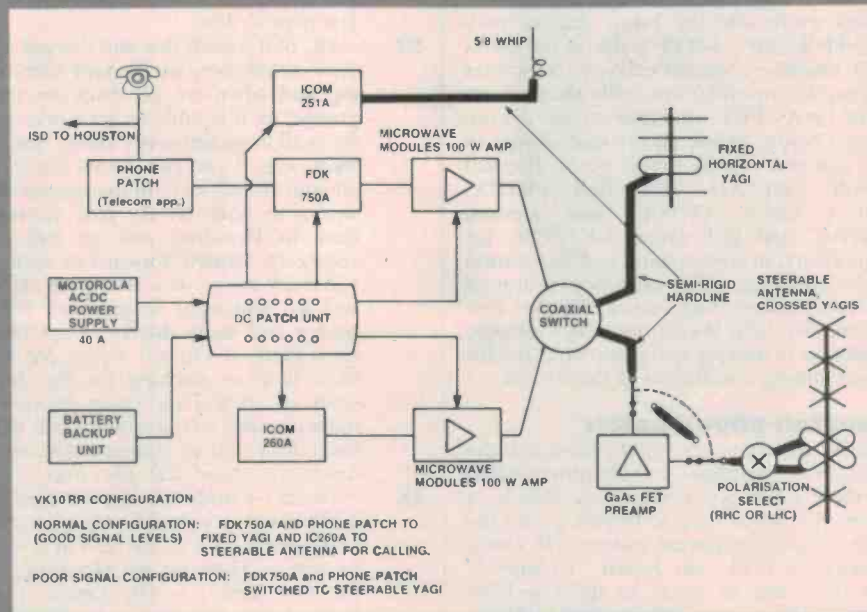 5/8 WHIP
ICOM
251A
ISD TO HOUSTON
MICROWAVE
MODULES 100 W AMP
FIXED
HORIZONTAL
YAGI
PHONE
PATCH
(Telecom app.)
FDK
750A
MOTOROLA
AC DC
POWER
SUPPLY
40 A
DC PATCH UNIT
COAXIAL
SWITCH
SEMI-RIGID
HARDLINE
STEERABLE
ANTENNA,
CROSSED YAGIS
BATTERY
BACKUP
UNIT
ICOM
260A
MICROWAVE
MODULES 100 W AMP
GaAs FET
PREAMP
POLARISATION
SELECT
(RHC OR LHC)
VK10RR CONFIGURATION
NORMAL CONFIGURATION: FDK750A AND PHONE PATCH TO
(GOOD SIGNAL LEVELS) FIXED YAGI AND IC260A TO
STEERABLE ANTENNA FOR CALLING.
POOR SIGNAL CONFIGURATION: FDK750A and PHONE PATCH
SWITCHED TO STEERABLE YAGI